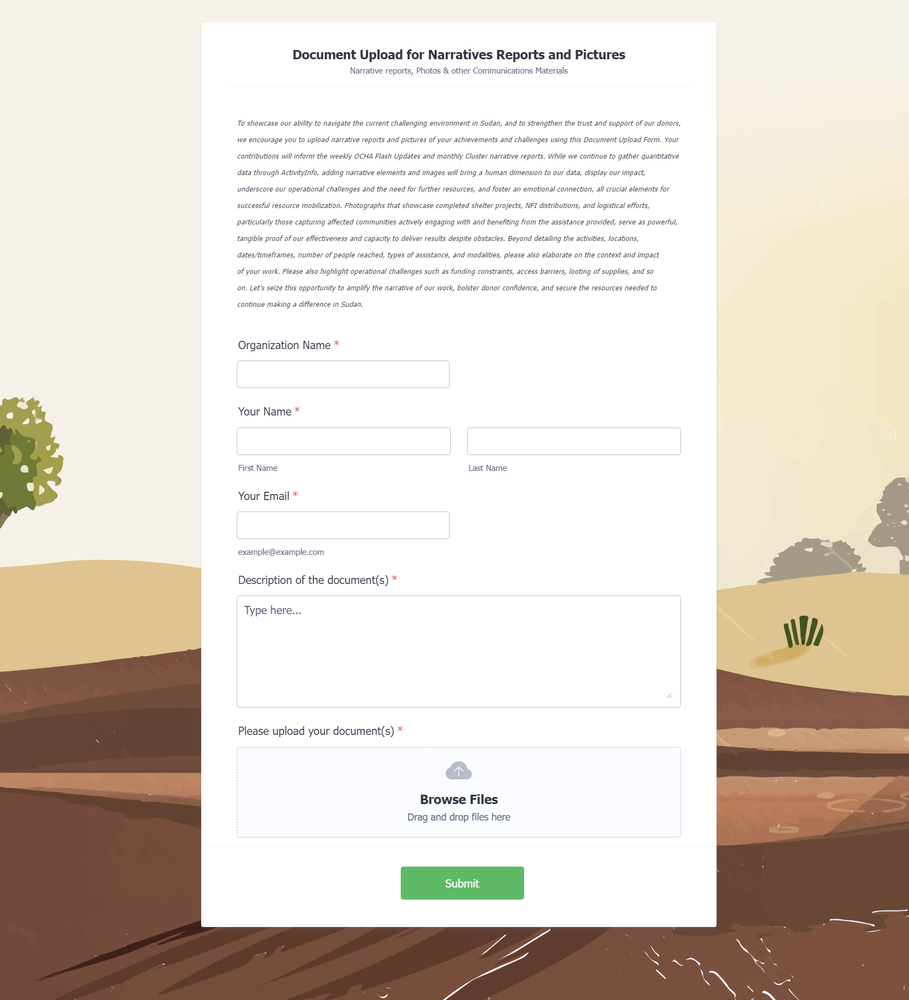 Document Upload for Narratives Reports and Pictures
Narrative reports, Photos & other Communications Materials
To showcase our ability to navigate the current challenging environment in Sudan, and to strengthen the trust and support of our donors,
we encourage you to upload narrative reports and pictures of your achievements and challenges using this Document Upload Form. Your
contributions will inform the weekly OCHA Flash Updates and monthly Cluster narrative reports. While we continue to gather quantitative
data through ActivityInfo, adding narrative elements and images will bring a human dimension to our data, display our impact,
underscore our operational challenges and the need for further resources, and foster an emotional connection, all crucial elements for
successful resource mobilization. Photographs that showcase completed shelter projects, NFI distributions, and logistical efforts,
particularly those capturing affected communities actively engaging with and benefiting from the assistance provided, serve as powerful,
tangible proof of our effectiveness and capacity to deliver results despite obstacles. Beyond detailing the activities, locations,
dates/timeframes, number of people reached, types of assistance, and modalities, please also elaborate on the context and impact
of your work. Please also highlight operational challenges such as funding constraints, access barriers, looting of supplies, and so
on. Let's seize this opportunity to amplify the narrative of our work, bolster donor confidence, and secure the resources needed to
continue making a difference in Sudan.
Organization Name *
Your Name *
First Name
Last Name
Your Email *
example@example.com
Description of the document(s) *
Type here...
Please upload your document(s) *
Browse Files
Drag and drop files here
Submit